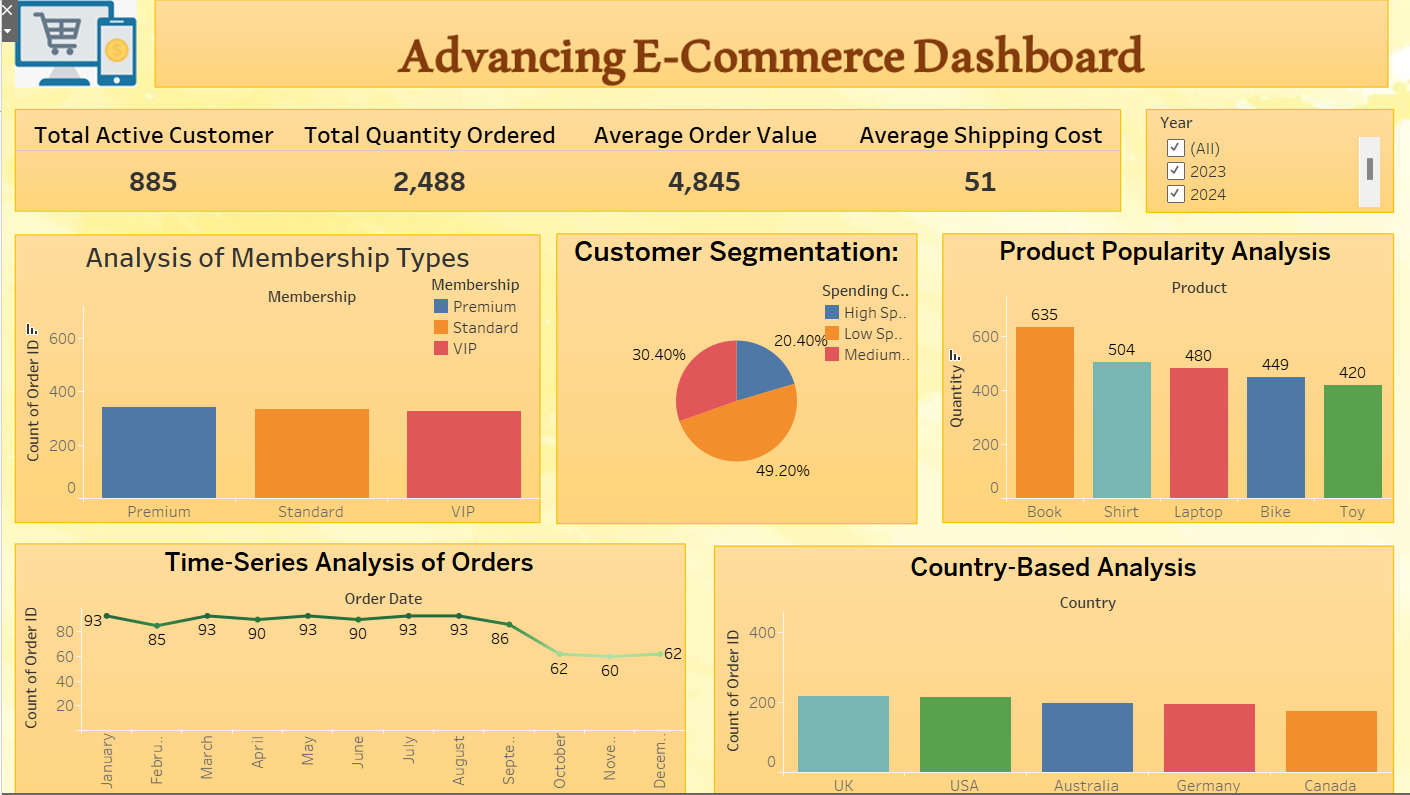 Advancing E-Commerce Dashboard
Total Active Customer
Total Quantity Ordered
Average Order Value
Average Shipping Cost
885
2,488
4,845
51
Year
(All)
2023
2024
Analysis of Membership Types
Membership
Membership
Premium
Standard
VIP
Count of Order ID
600
400
200
0
Premium
Standard
VIP
Customer Segmentation:
Spending C..
High Sp..
Low Sp..
Medium..
20.40%
30.40%
49.20%
Product Popularity Analysis
Product
Quantity
600
400
200
0
635
504
480
449
420
Book
Shirt
Laptop
Bike
Toy
Time-Series Analysis of Orders
Order Date
Count of Order ID
80
60
40
20
93
85
93
90
93
90
93
93
86
62
60
62
January
Febru..
March
April
May
June
July
August
Septe..
October
Nove..
Decem..
Country-Based Analysis
Country
Count of Order ID
400
200
0
UK
USA
Australia
Germany
Canada